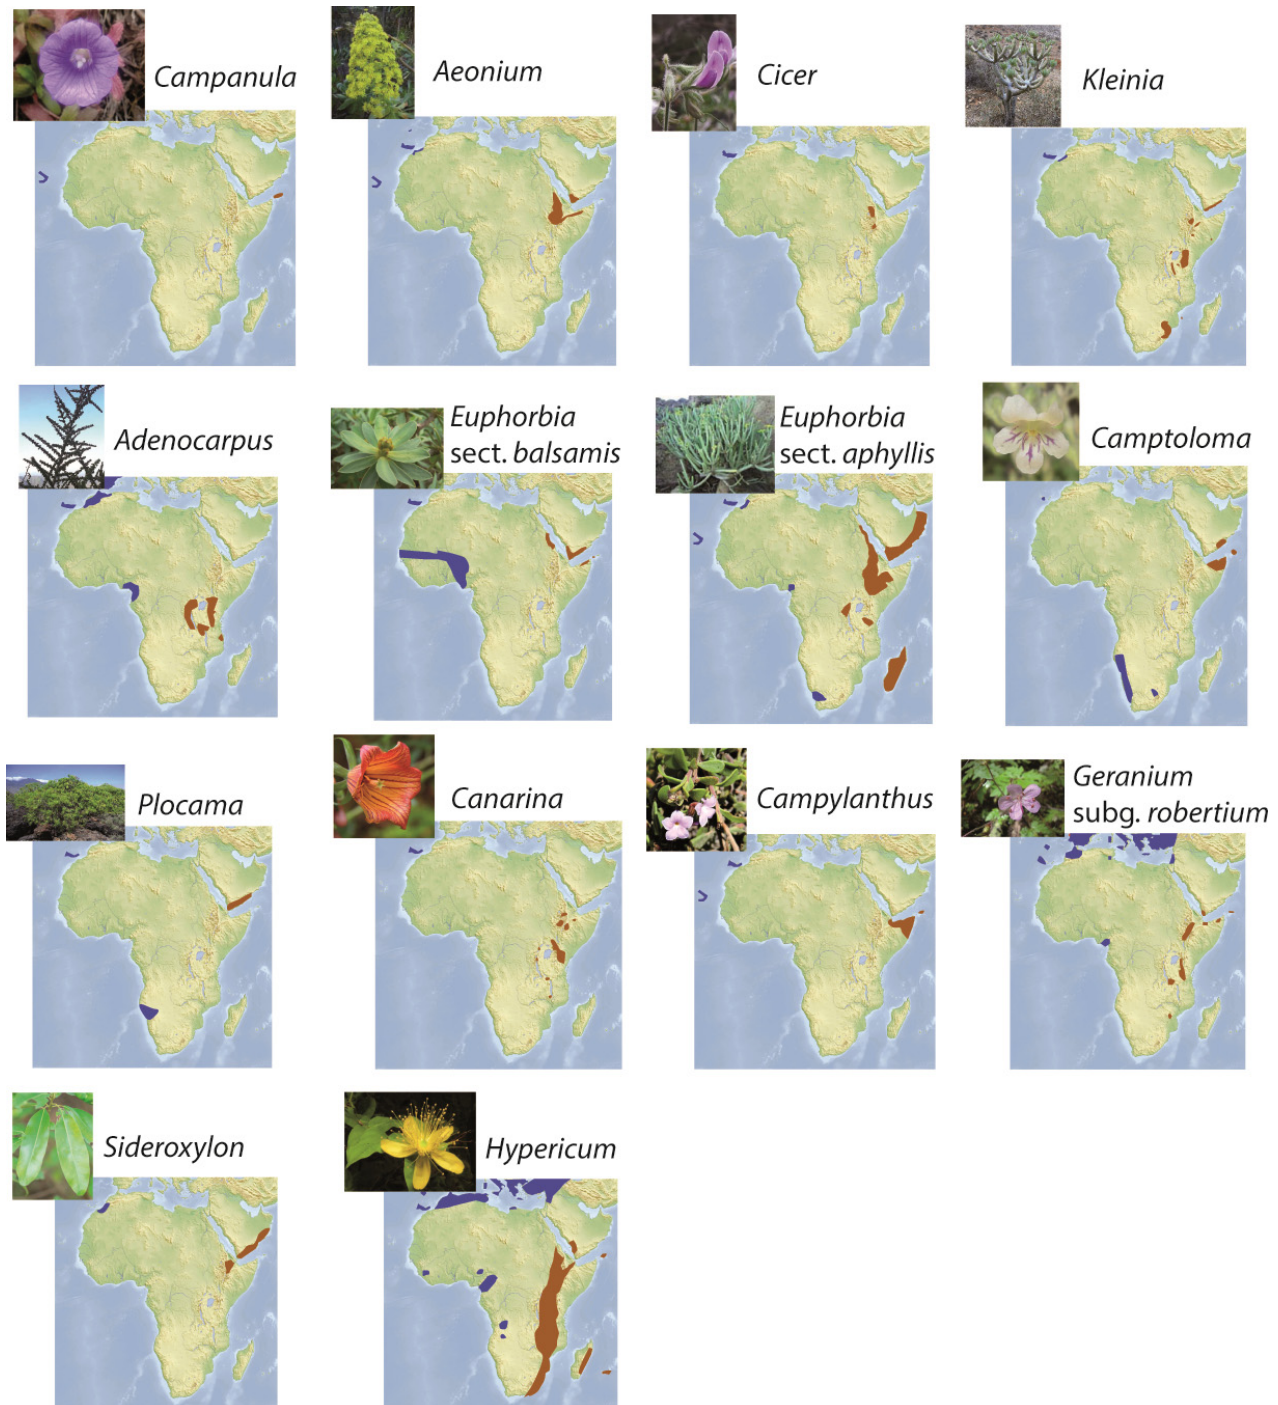 Campanula
Aeonium
Cicer
Kleinia
Adenocarpus
Euphorbia
sect. balsamis
Euphorbia
sect. aphyllis
Camptoloma
Plocama
Canarina
Campylanthus
Geranium
subg. robertium
Sideroxylon
Hypericum